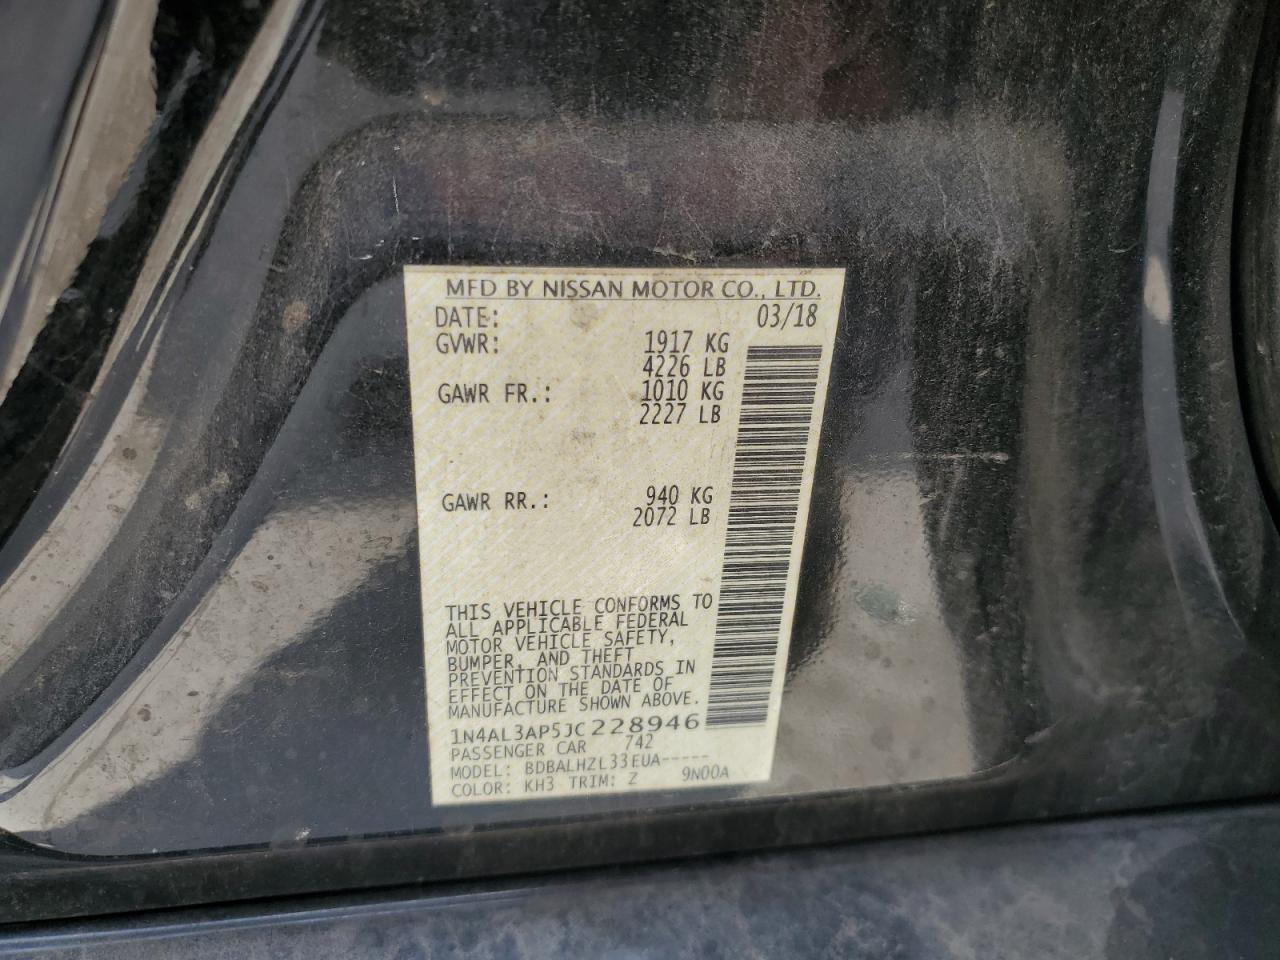 MFD BY NISSAN MOTOR CO., LTD.
DATE: 03/18
GVWR: 1917 KG
4226 LB
GAWR FR.: 1010 KG
2227 LB
GAWR RR.: 940 KG
2072 LB
THIS VEHICLE CONFORMS TO
ALL APPLICABLE FEDERAL
MOTOR VEHICLE SAFETY,
BUMPER, AND THEFT
PREVENTION STANDARDS IN
EFFECT ON THE DATE OF
MANUFACTURE SHOWN ABOVE.
1N4AL3AP5JC228946
PASSENGER CAR 742
MODEL: BDBALHZL33EUA-----
COLOR: KH3 TRIM: Z 9N00A